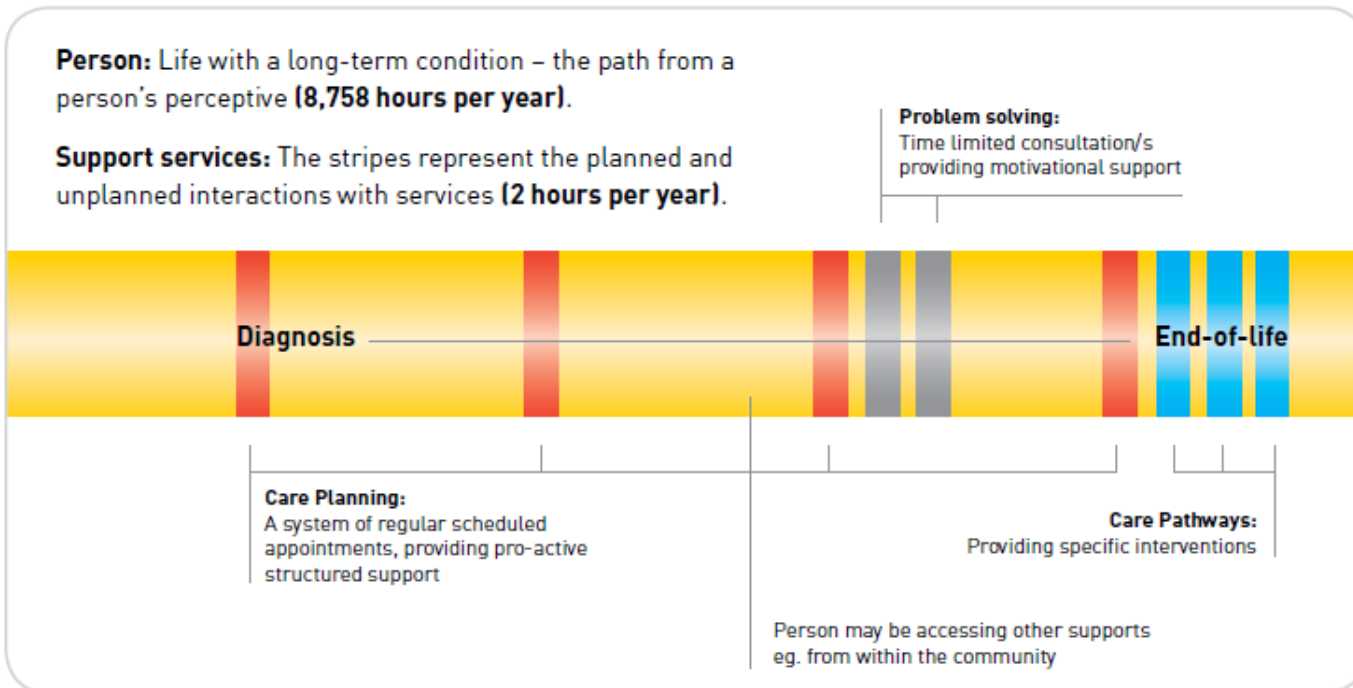 Person: Life with a long-term condition – the path from a
person's perceptive (8,758 hours per year).
Support services: The stripes represent the planned and
unplanned interactions with services (2 hours per year).
Problem solving:
Time limited consultation/s
providing motivational support
Diagnosis
End-of-life
Care Planning:
A system of regular scheduled
appointments, providing pro-active
structured support
Care Pathways:
Providing specific interventions
Person may be accessing other supports
eg. from within the community